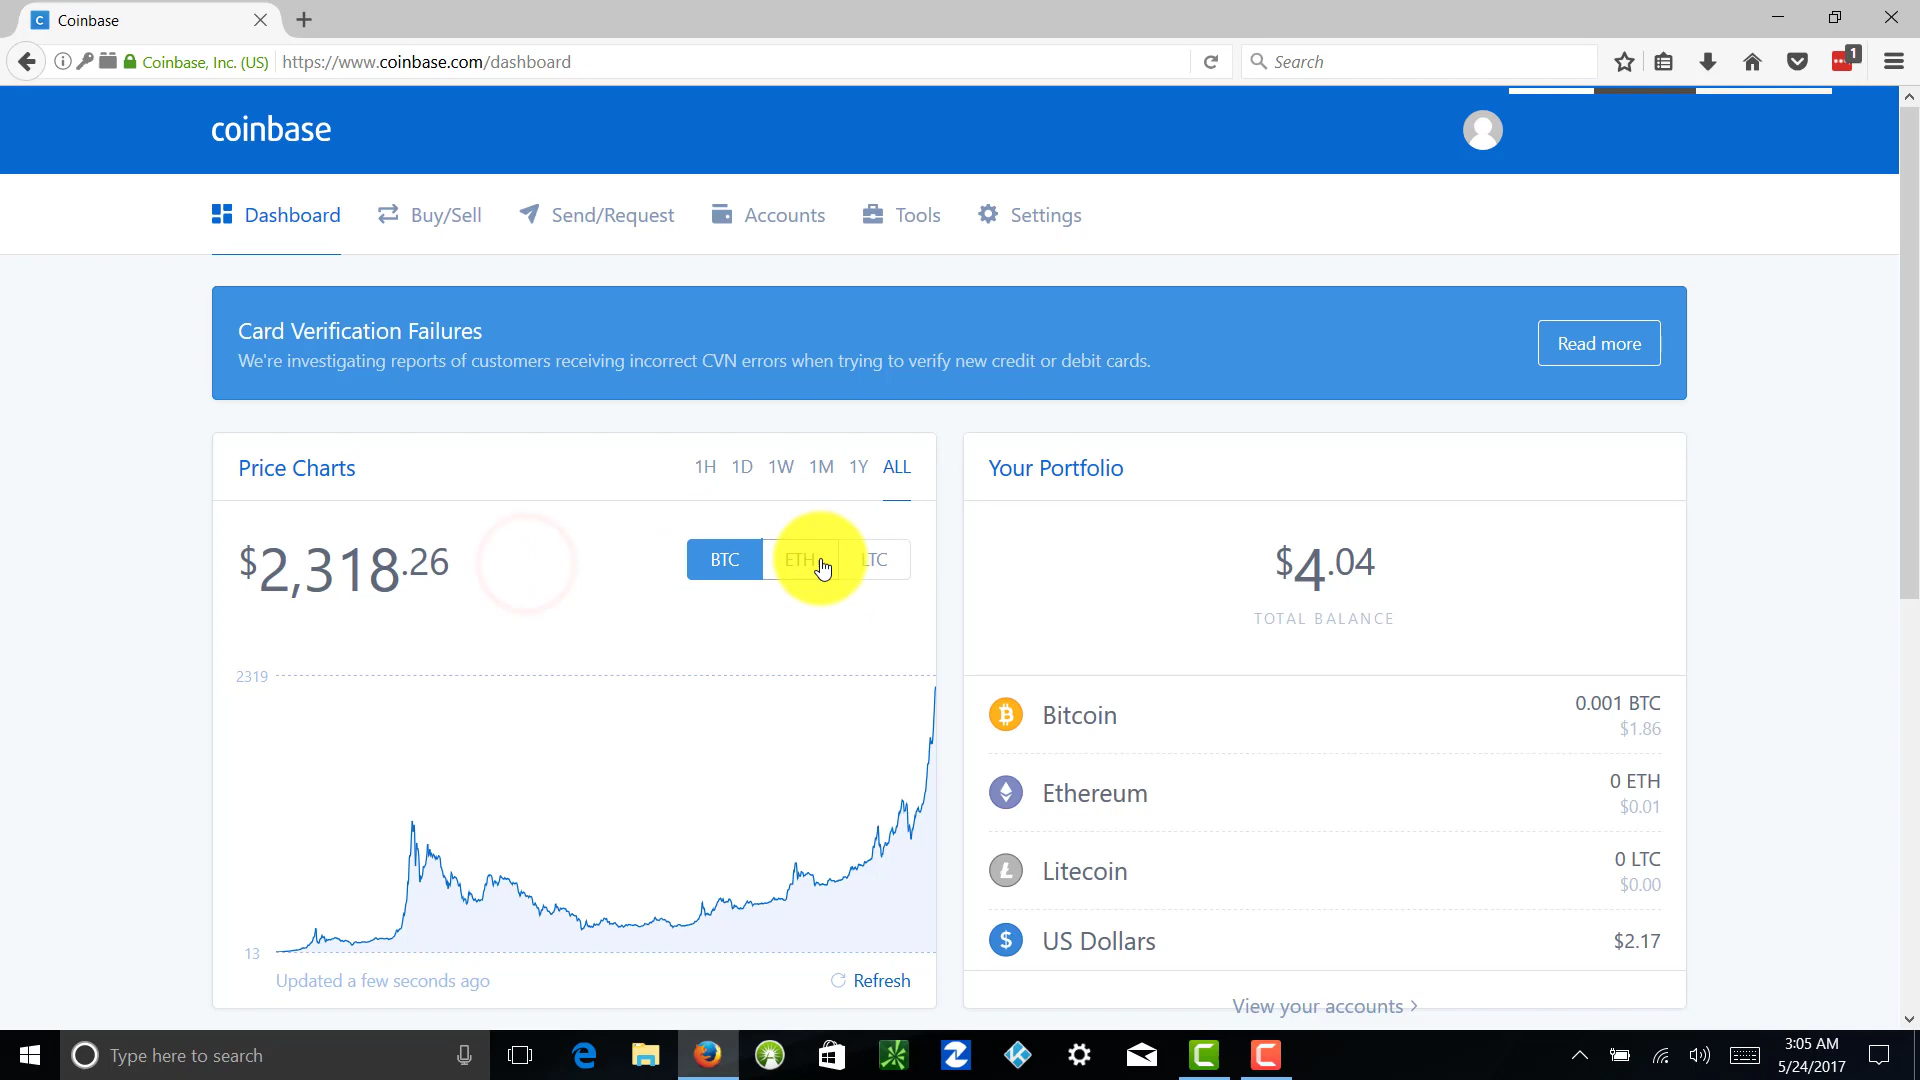 Coinbase
Coinbase, Inc. (US)
https://www.coinbase.com/dashboard
Search
1
coinbase
Dashboard
Buy/Sell
Send/Request
Accounts
Tools
Settings
Card Verification Failures
We're investigating reports of customers receiving incorrect CVN errors when trying to verify new credit or debit cards.
Read more
Price Charts
1H 1D 1W 1M 1Y ALL
$2,318.26
BTC ETH LTC
2319
13
Updated a few seconds ago
Refresh
Your Portfolio
$4.04
TOTAL BALANCE
Bitcoin
0.001 BTC
$1.86
Ethereum
0 ETH
$0.01
Litecoin
0 LTC
$0.00
US Dollars
$2.17
View your accounts >
Type here to search
3:05 AM
5/24/2017